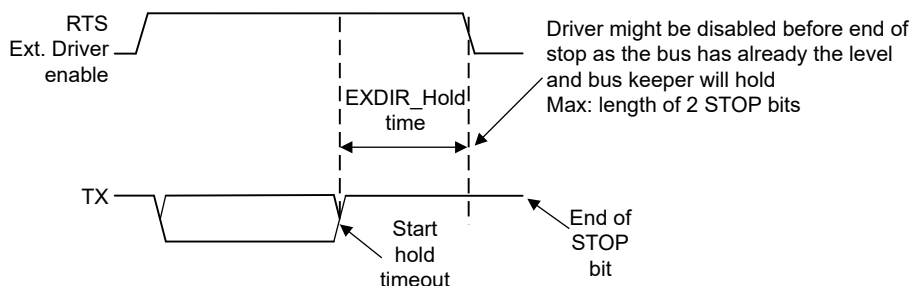 RTS
Ext. Driver
enable
Driver might be disabled before end of
stop as the bus has already the level
and bus keeper will hold
Max: length of 2 STOP bits
EXDIR_Hold
time
TX
Start
hold
timeout
End of
STOP
bit